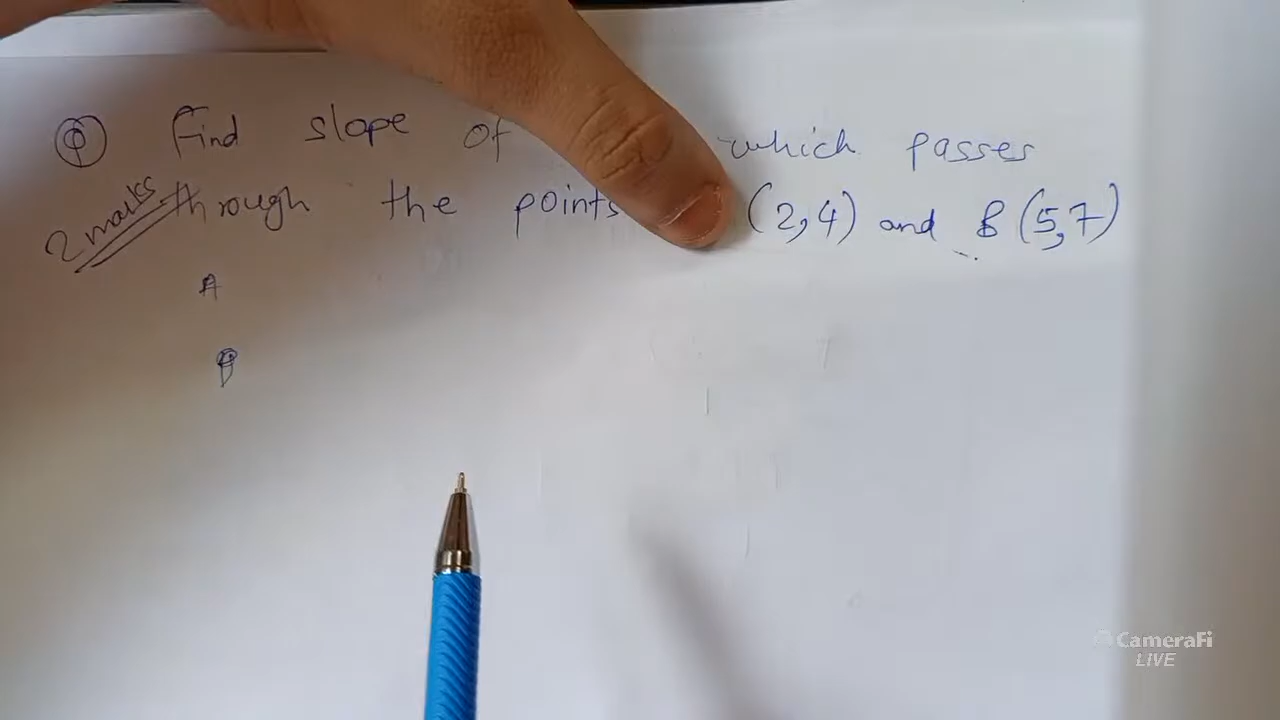 Q Find slope of which passes
through the points (2,4) and B(5,7)
2 marks
A
P
CameraFi
LIVE